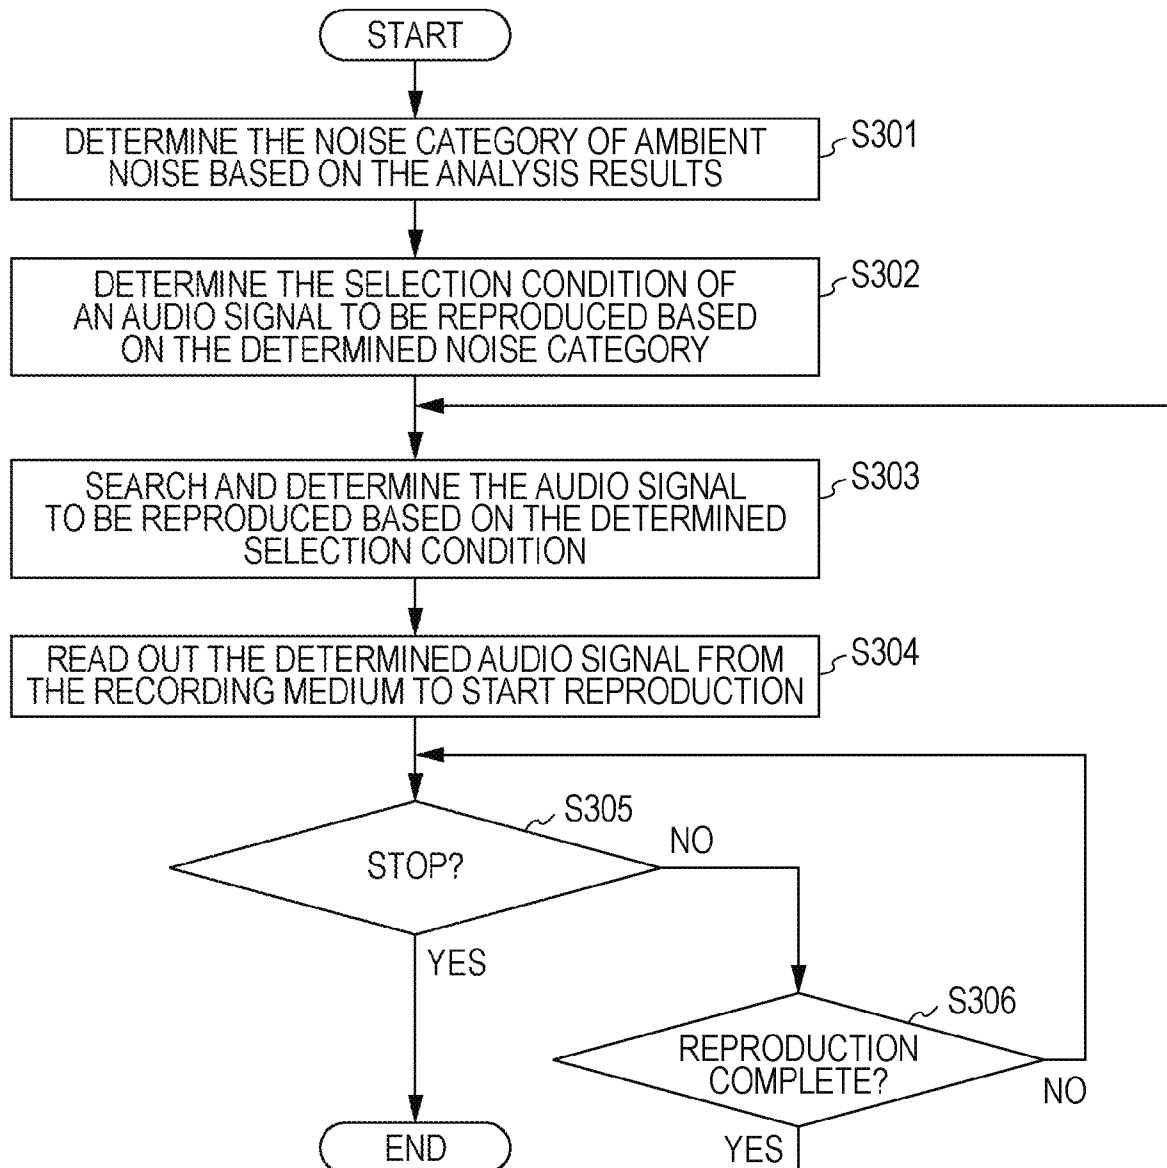 START
DETERMINE THE NOISE CATEGORY OF AMBIENT
NOISE BASED ON THE ANALYSIS RESULTS
S301
DETERMINE THE SELECTION CONDITION OF
AN AUDIO SIGNAL TO BE REPRODUCED BASED
ON THE DETERMINED NOISE CATEGORY
S302
SEARCH AND DETERMINE THE AUDIO SIGNAL
TO BE REPRODUCED BASED ON THE DETERMINED
SELECTION CONDITION
S303
READ OUT THE DETERMINED AUDIO SIGNAL FROM
THE RECORDING MEDIUM TO START REPRODUCTION
S304
STOP?
S305
NO
YES
REPRODUCTION
COMPLETE?
S306
NO
YES
END